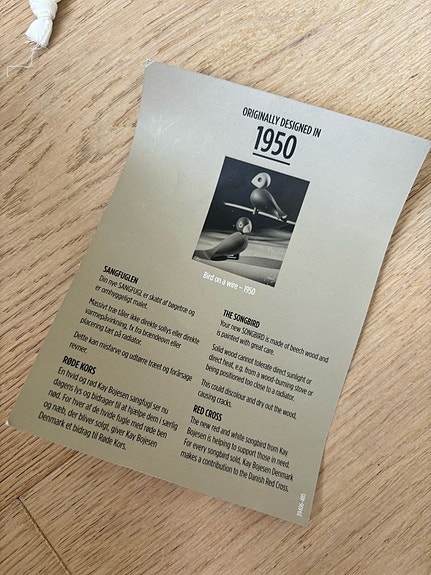 ORIGINALLY DESIGNED IN
1950
Bird on a wire – 1950
SANGFUGLEN
Din nye SANGFUGL er skabt af bøgetræ og
er omhyggeligt malet.
Massivt træ tåler ikke direkte sollys eller direkte
varmepåvirkning, fx fra brændeovn eller
placering tæt på radiator.
Dette kan misfarve og udtørre træet og forårsage
revner.
RØDE KORS
En hvid og rød Kay Bojesen sangfugl ser nu
dagens lys og bidrager til at hjælpe dem i særlig
nød. For hver af de hvide fugle med røde ben
og næb, der bliver solgt, giver Kay Bojesen
Denmark et bidrag til Røde Kors.
THE SONGBIRD
Your new SONGBIRD is made of beech wood and
is painted with great care.
Solid wood cannot tolerate direct sunlight or
direct heat, e.g. from a wood-burning stove or
being positioned too close to a radiator.
This could discolour and dry out the wood,
causing cracks.
RED CROSS
The new red and white songbird from Kay
Bojesen is helping to support those in need.
For every songbird sold, Kay Bojesen Denmark
makes a contribution to the Danish Red Cross.
39406-485